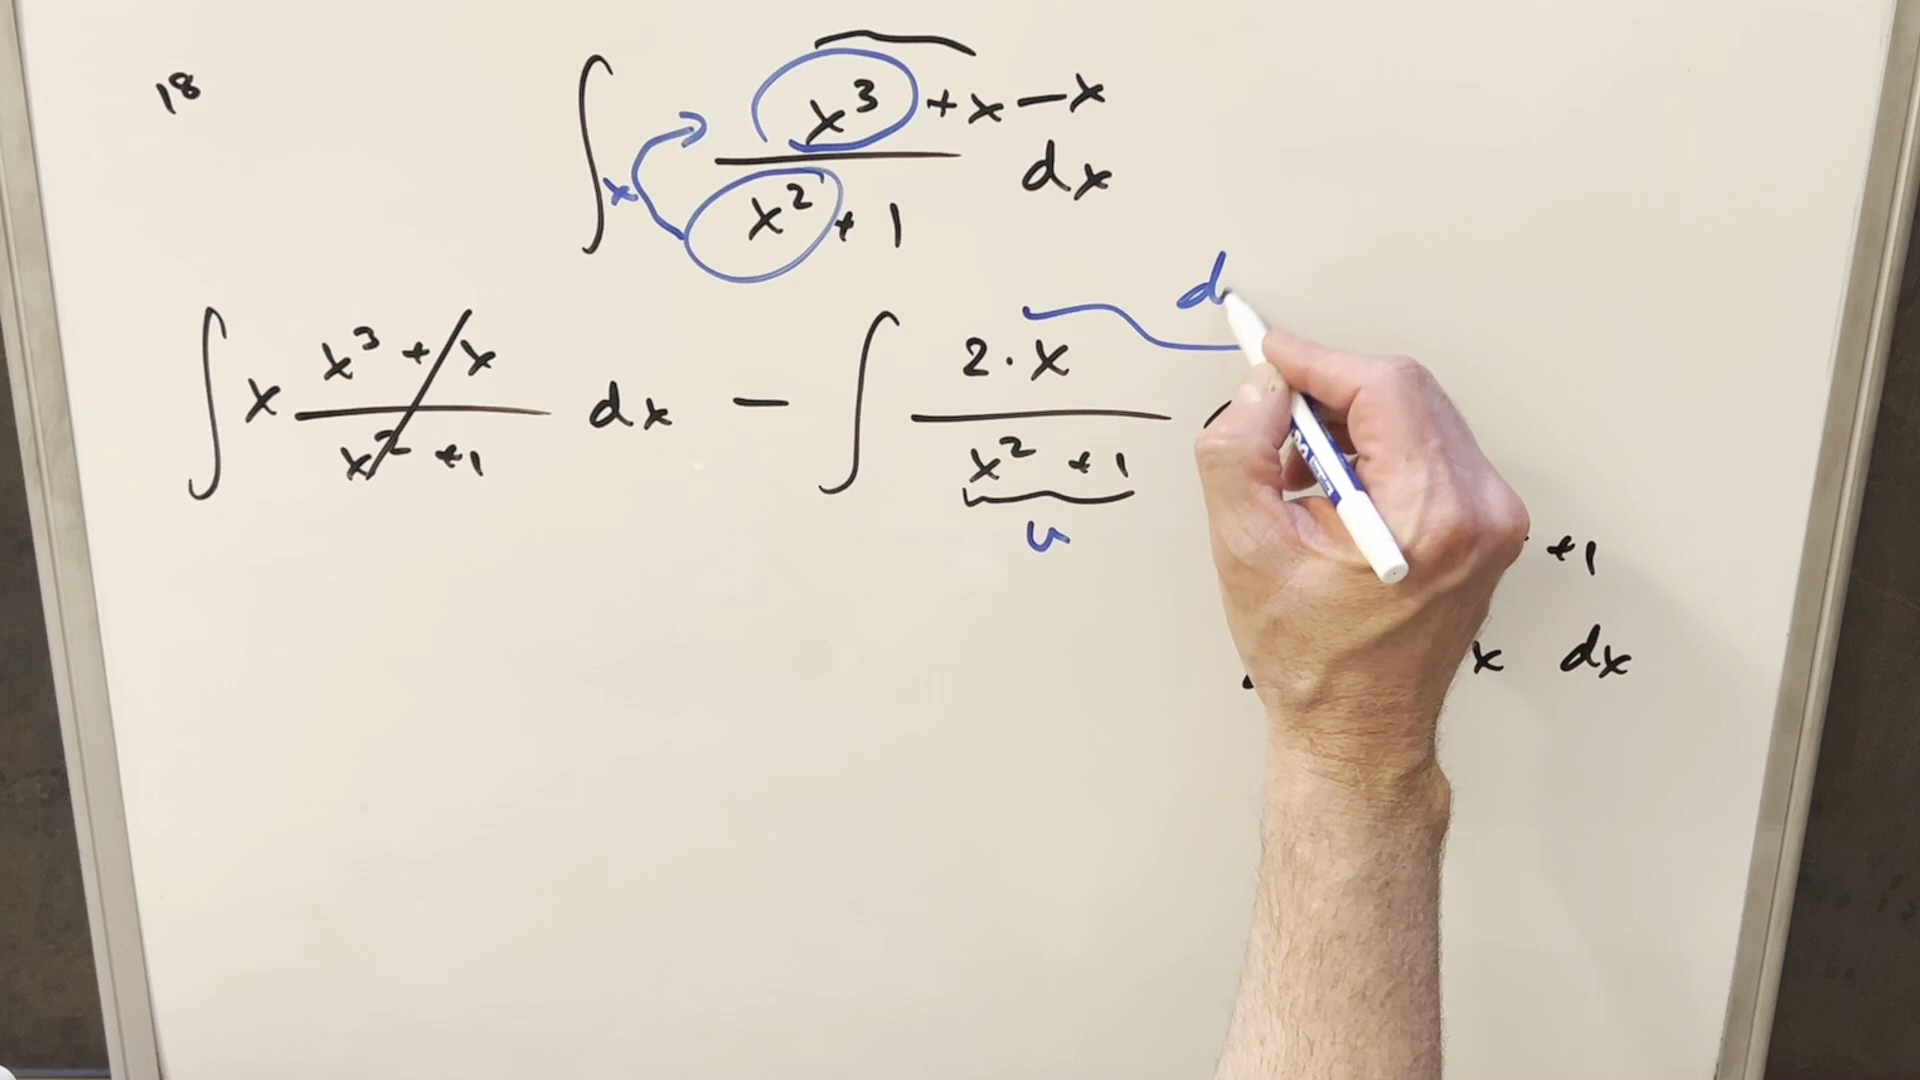 18
∫ x³ + x − x
x
x² + 1 dx
∫ x x³ + x / x² + 1 dx − ∫ 2 · x / x² + 1
d
u
+1
x dx